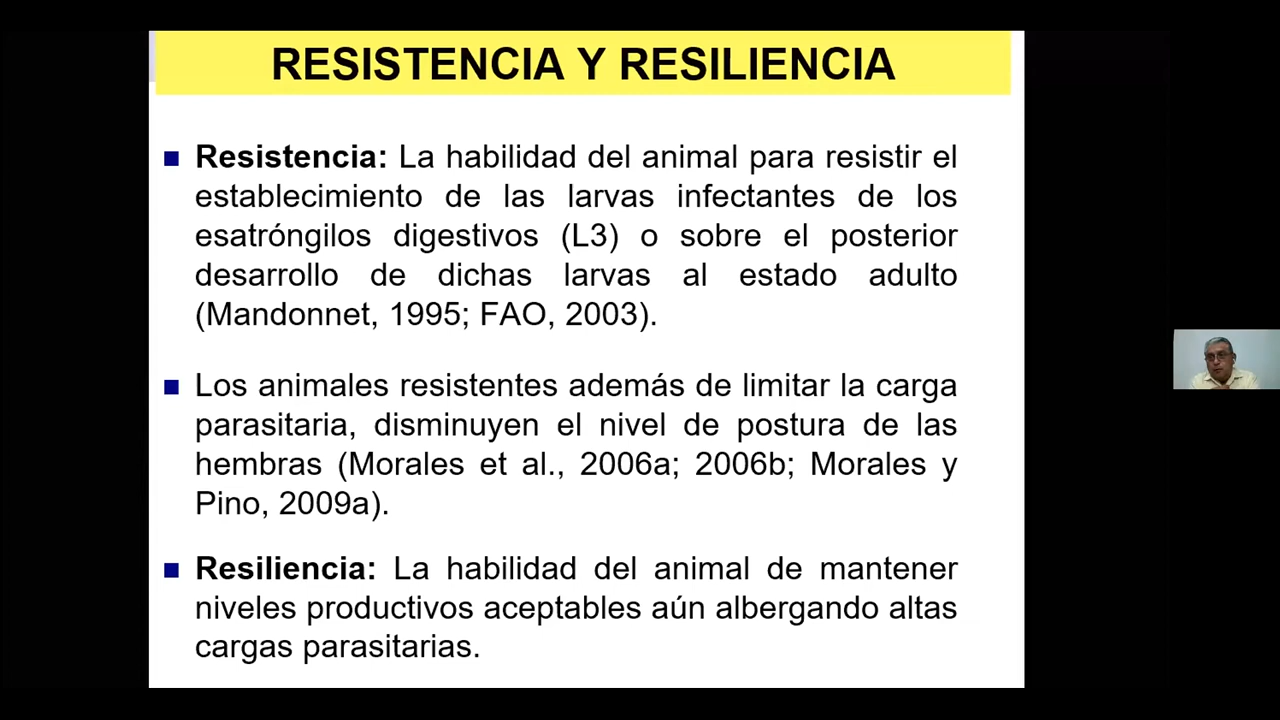 RESISTENCIA Y RESILIENCIA
Resistencia: La habilidad del animal para resistir el
establecimiento de las larvas infectantes de los
esatróngilos digestivos (L3) o sobre el posterior
desarrollo de dichas larvas al estado adulto
(Mandonnet, 1995; FAO, 2003).
Los animales resistentes además de limitar la carga
parasitaria, disminuyen el nivel de postura de las
hembras (Morales et al., 2006a; 2006b; Morales y
Pino, 2009a).
Resiliencia: La habilidad del animal de mantener
niveles productivos aceptables aún albergando altas
cargas parasitarias.